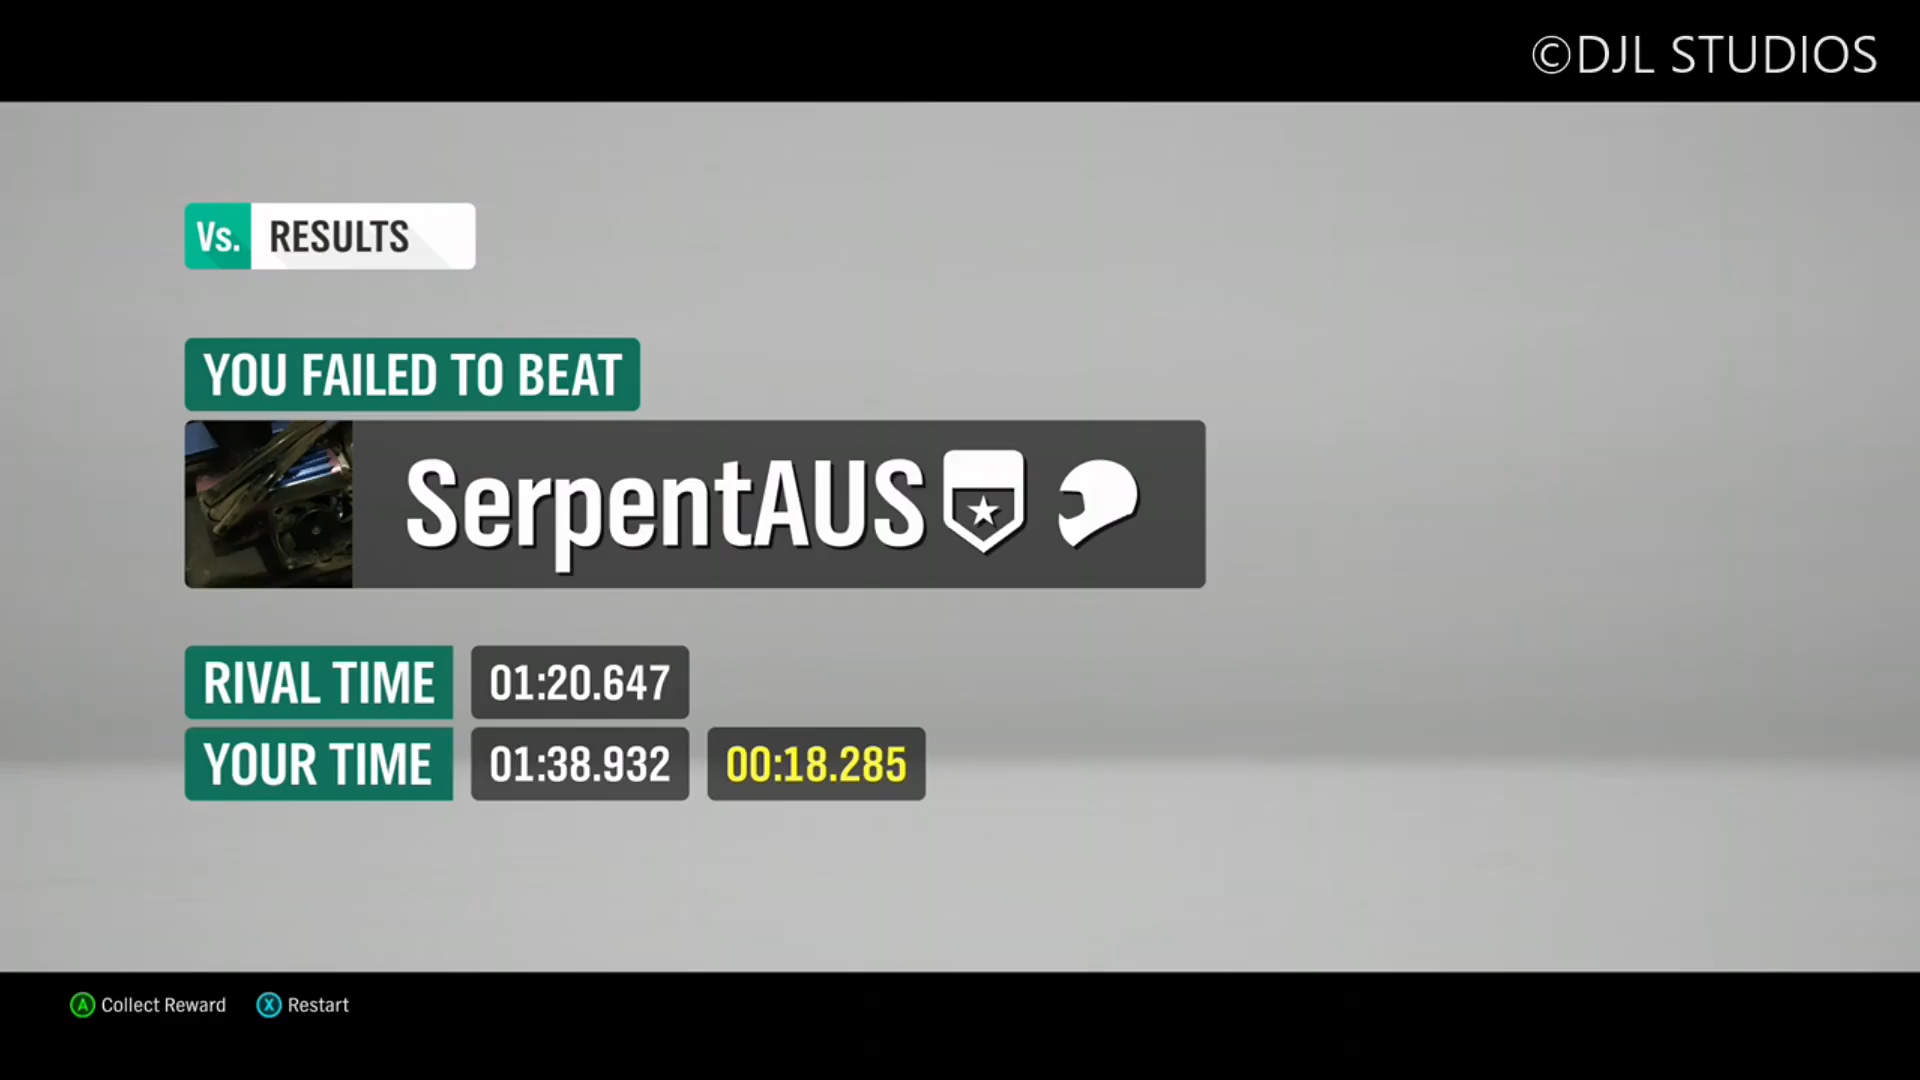 ©DJL STUDIOS
Vs. RESULTS
YOU FAILED TO BEAT
SerpentAUS
RIVAL TIME 01:20.647
YOUR TIME 01:38.932 00:18.285
A Collect Reward X Restart